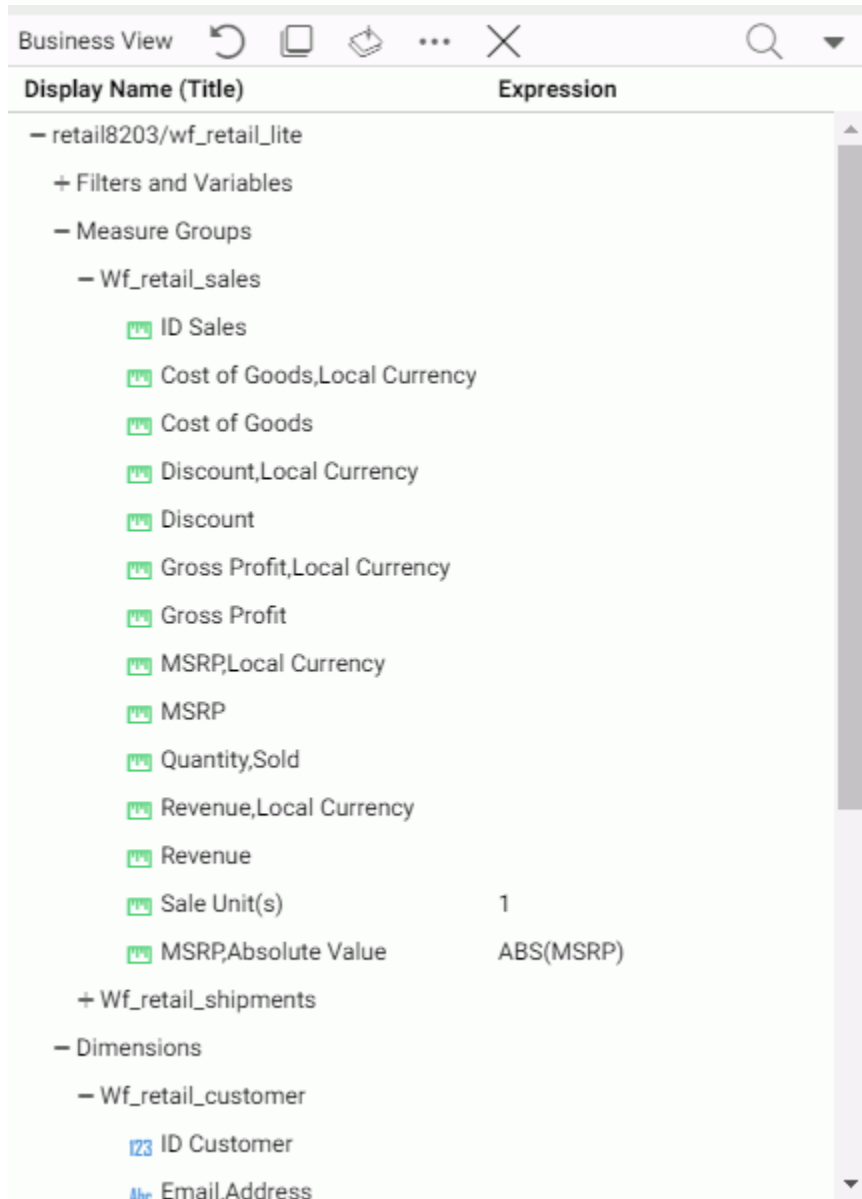 Business View
Display Name (Title) Expression
retail8203/wf_retail_lite
Filters and Variables
Measure Groups
Wf_retail_sales
ID Sales
Cost of Goods,Local Currency
Cost of Goods
Discount,Local Currency
Discount
Gross Profit,Local Currency
Gross Profit
MSRP,Local Currency
MSRP
Quantity,Sold
Revenue,Local Currency
Revenue
Sale Unit(s) 1
MSRP,Absolute Value ABS(MSRP)
Wf_retail_shipments
Dimensions
Wf_retail_customer
123 ID Customer
Abc Email,Address